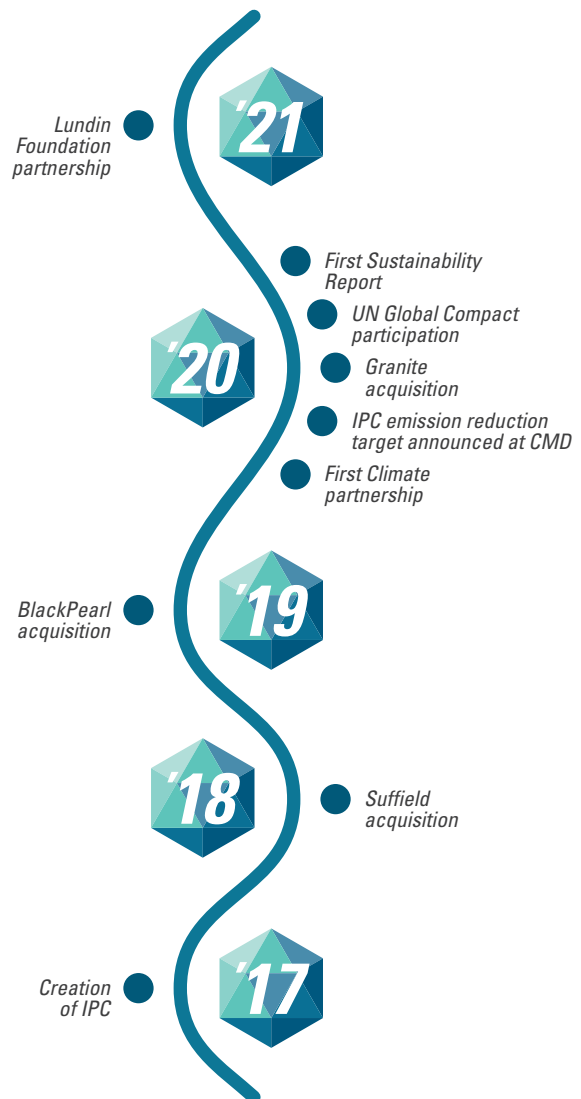 Lundin
Foundation
partnership
'21
First Sustainability
Report
UN Global Compact
participation
'20
Granite
acquisition
IPC emission reduction
target announced at CMD
First Climate
partnership
BlackPearl
acquisition
'19
'18
Suffield
acquisition
Creation
of IPC
'17